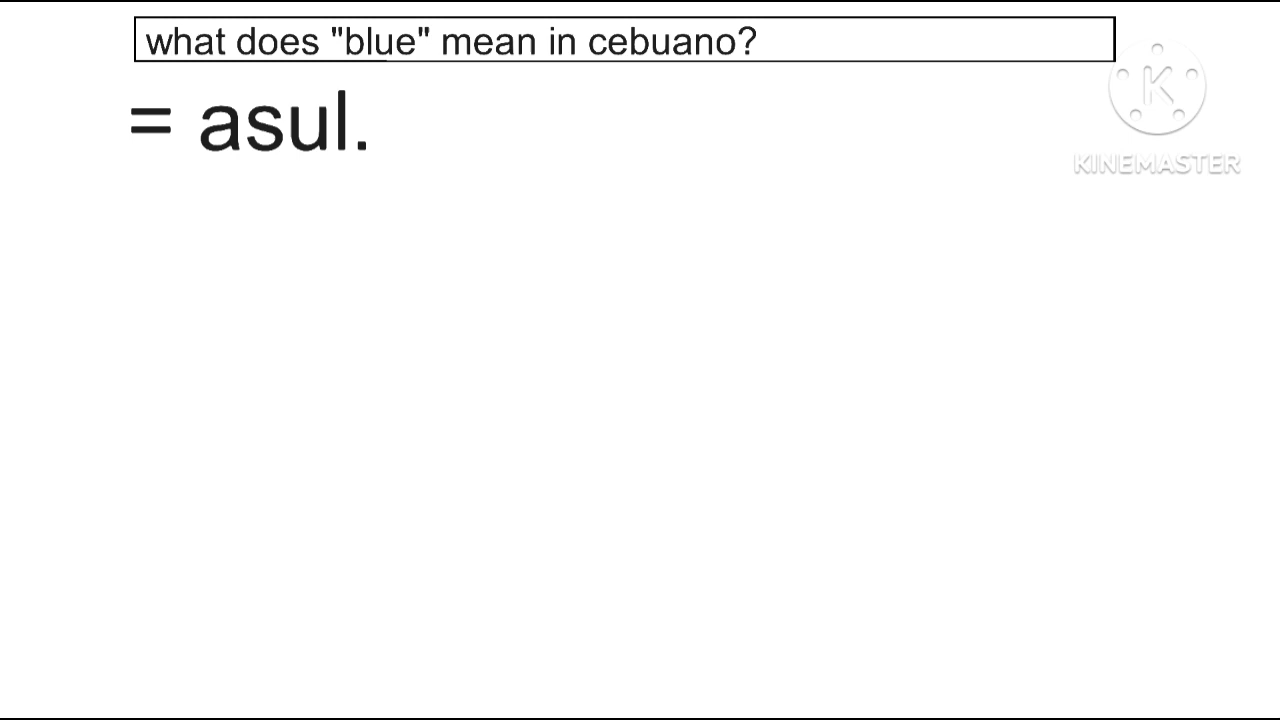 what does "blue" mean in cebuano?
= asul.
K
KINEMASTER